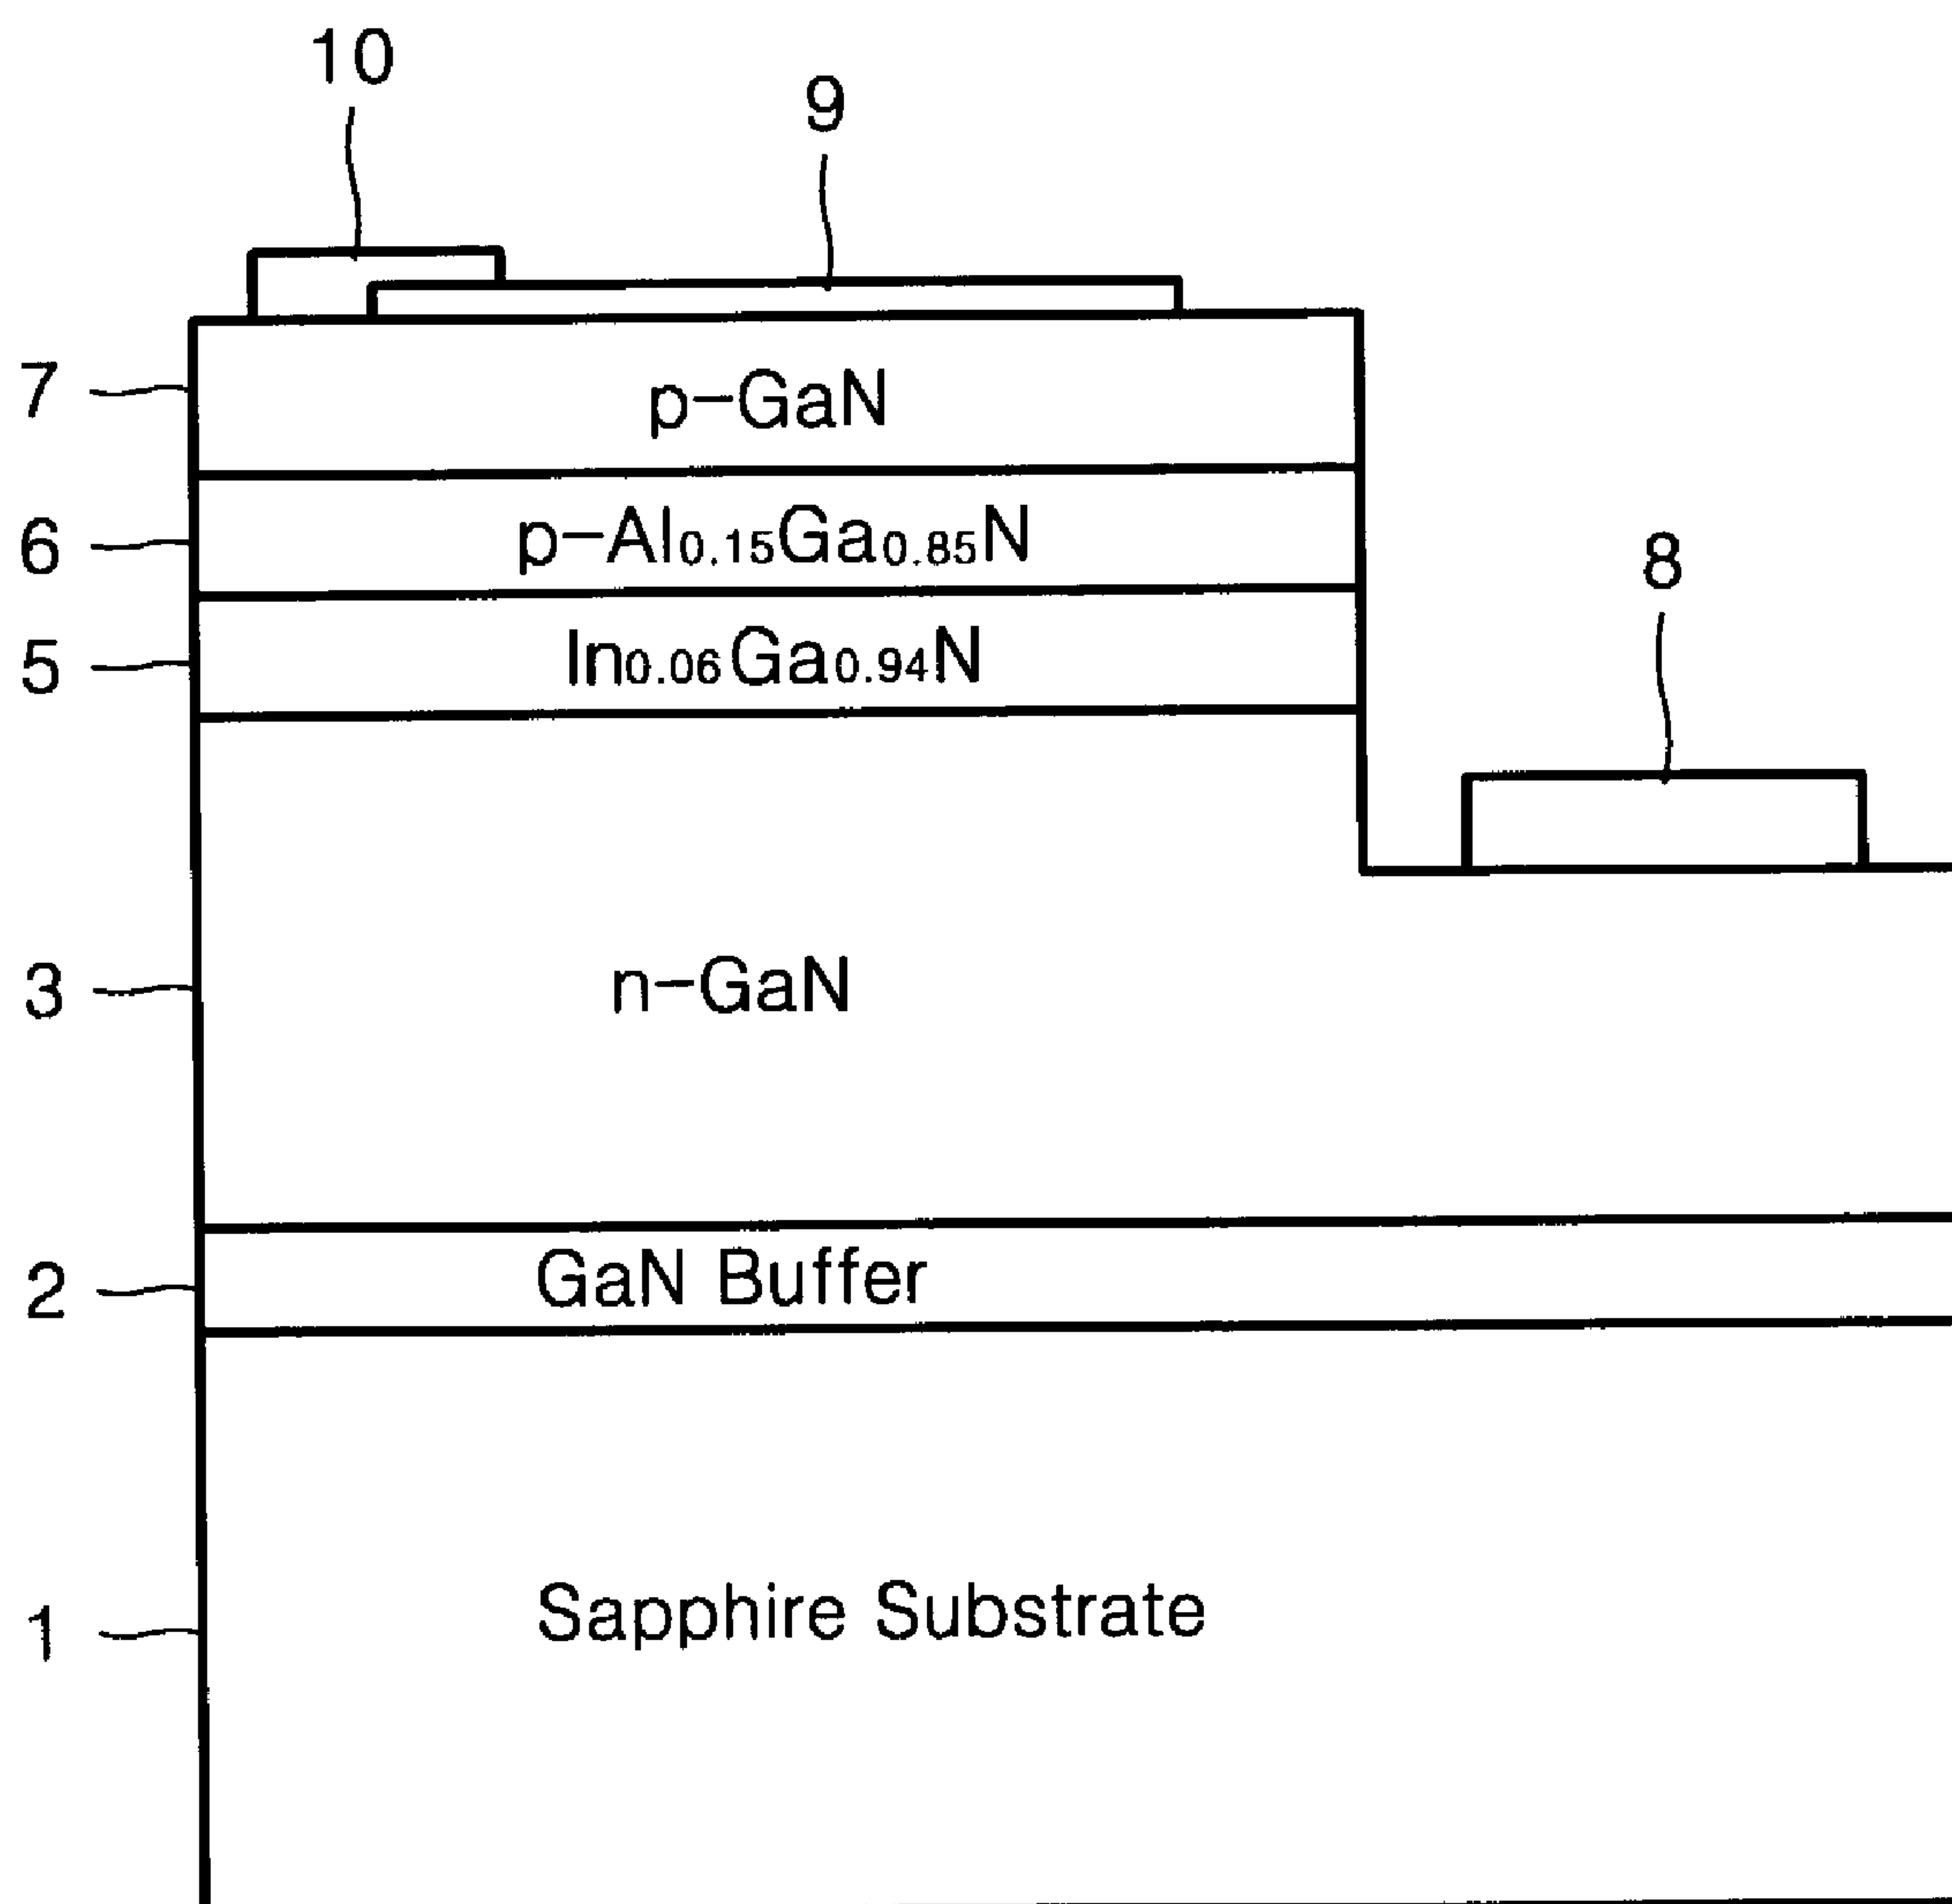 10
9
7
p-GaN
6
p-Al0.15Ga0.85N
8
5
In0.06Ga0.94N
3
n-GaN
2
GaN Buffer
1
Sapphire Substrate